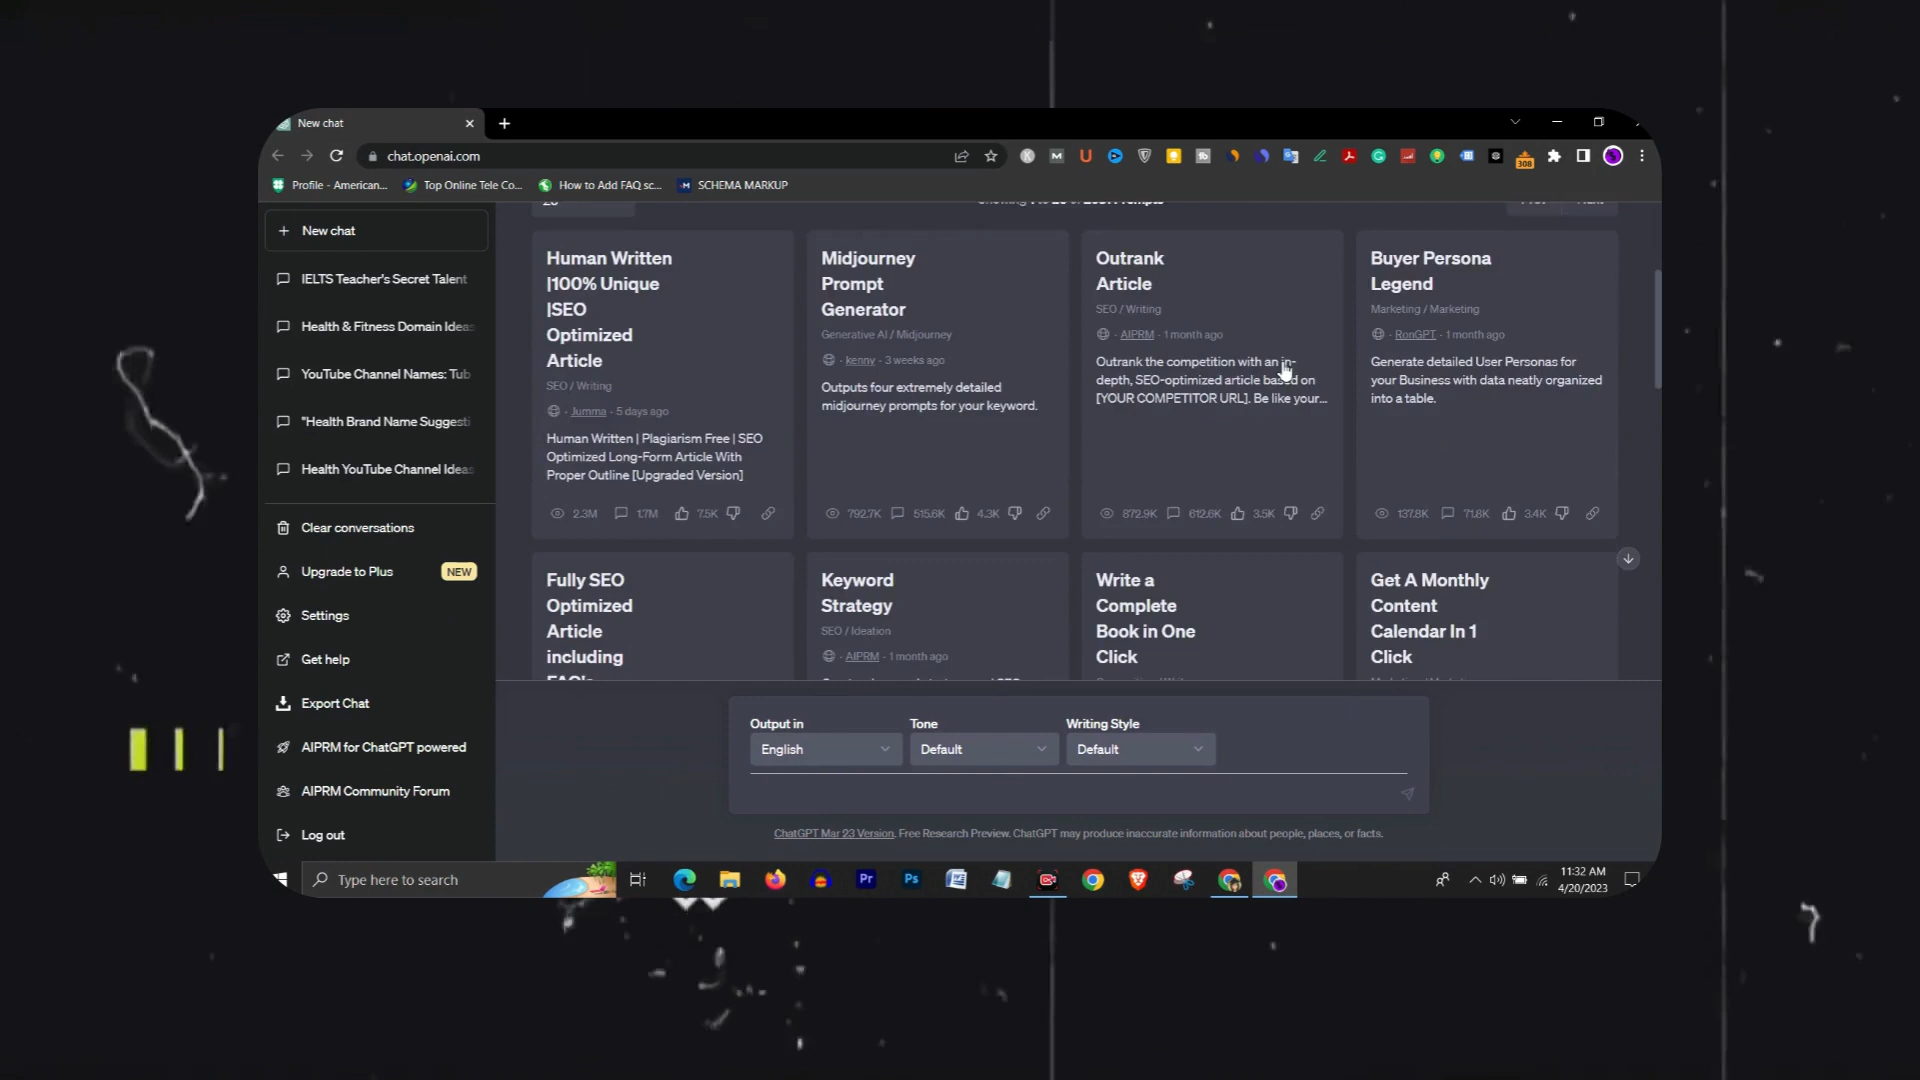 New chat
chat.openai.com
308
Profile - American...
Top Online Tele Co...
How to Add FAQ sc...
SCHEMA MARKUP
New chat
IELTS Teacher's Secret Talent
Health & Fitness Domain Ideas
YouTube Channel Names: Tub
"Health Brand Name Suggesti
Health YouTube Channel Ideas
Clear conversations
Upgrade to Plus
NEW
Settings
Get help
Export Chat
AIPRM for ChatGPT powered
AIPRM Community Forum
Log out
Human Written
|100% Unique
|SEO
Optimized
Article
SEO / Writing
· Jumma · 5 days ago
Human Written | Plagiarism Free | SEO
Optimized Long-Form Article With
Proper Outline [Upgraded Version]
2.3M 1.7M 7.5K
Midjourney
Prompt
Generator
Generative AI / Midjourney
· kenny · 3 weeks ago
Outputs four extremely detailed
midjourney prompts for your keyword.
792.7K 515.6K 4.3K
Outrank
Article
SEO / Writing
· AIPRM · 1 month ago
Outrank the competition with an in-
depth, SEO-optimized article based on
[YOUR COMPETITOR URL]. Be like your...
872.9K 612.6K 3.5K
Buyer Persona
Legend
Marketing / Marketing
· RonGPT · 1 month ago
Generate detailed User Personas for
your Business with data neatly organized
into a table.
137.8K 71.8K 3.4K
Fully SEO
Optimized
Article
including
FAQ's
Keyword
Strategy
SEO / Ideation
· AIPRM · 1 month ago
Write a
Complete
Book in One
Click
Get A Monthly
Content
Calendar In 1
Click
Output in
English
Tone
Default
Writing Style
Default
ChatGPT Mar 23 Version. Free Research Preview. ChatGPT may produce inaccurate information about people, places, or facts.
Type here to search
Pr
Ps
11:32 AM
4/20/2023